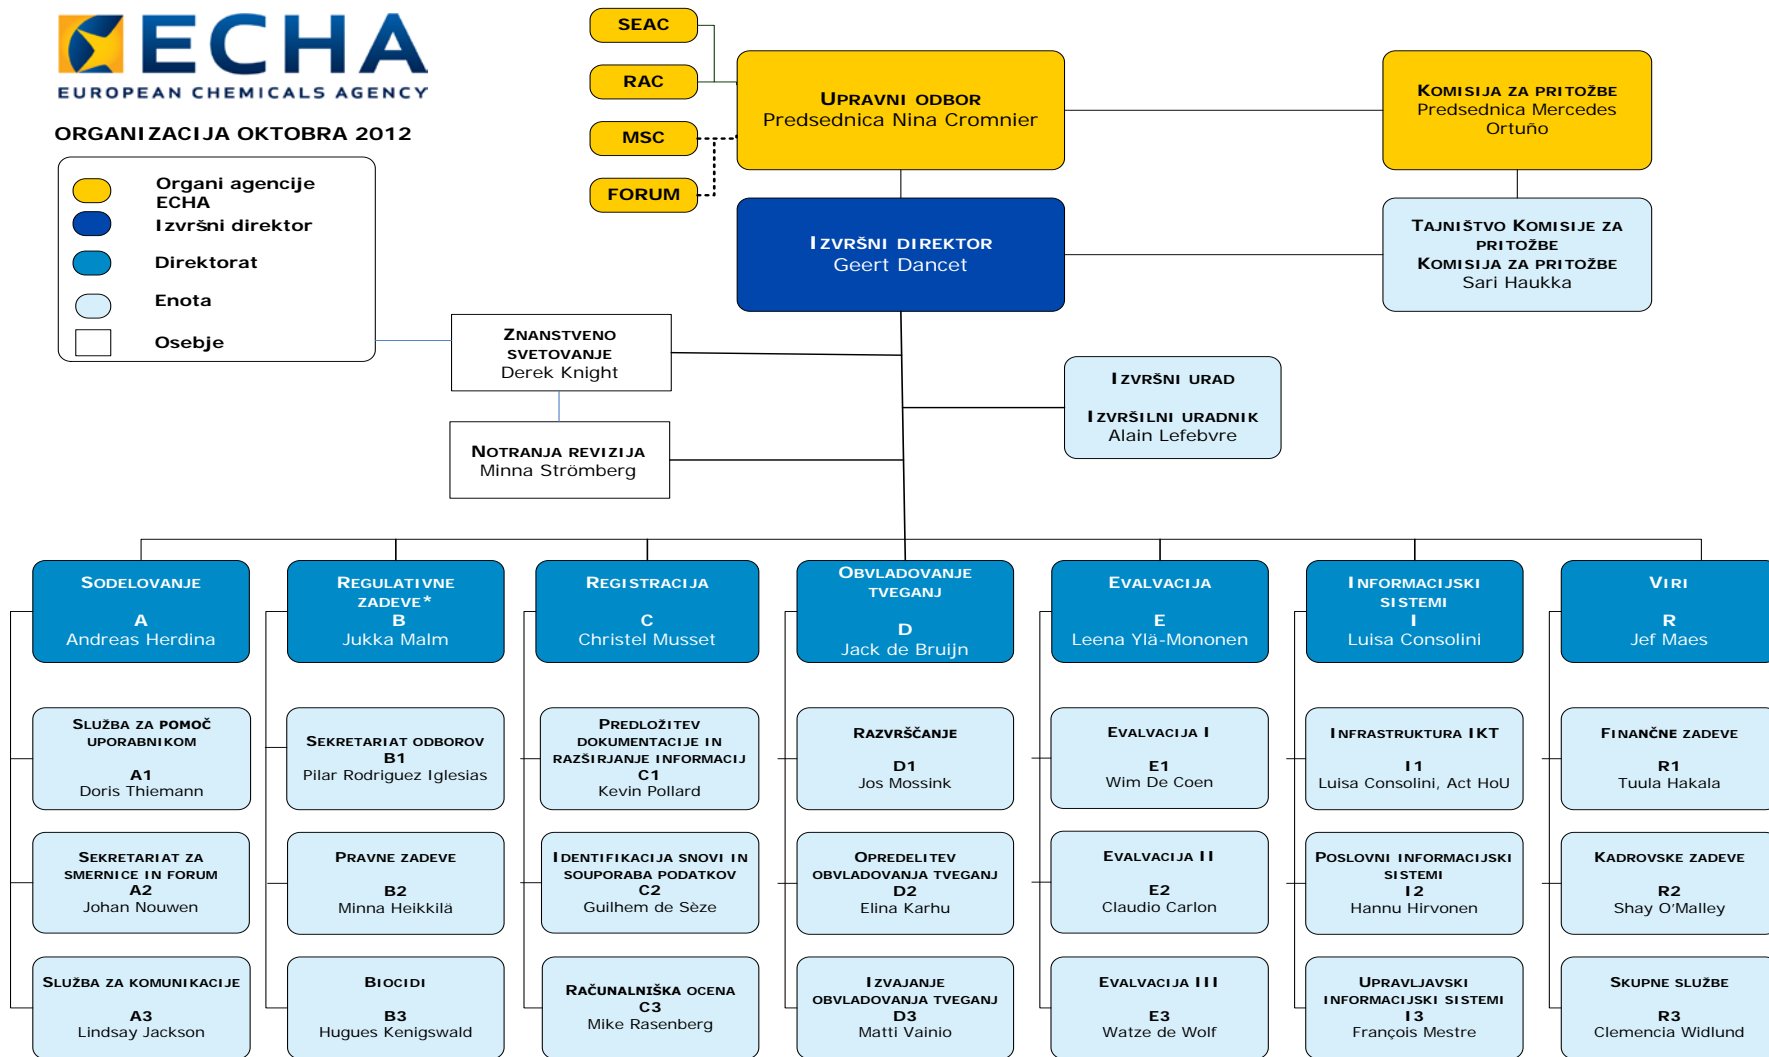 ECHA
EUROPEAN CHEMICALS AGENCY
ORGANIZACIJA OKTOBRA 2012
Organi agencije
ECHA
Izvršni direktor
Direktorat
Enota
Osebje
SEAC
RAC
MSC
FORUM
UPRAVNI ODBOR
Predsednica Nina Cromnier
KOMISIJA ZA PRITOŽBE
Predsednica Mercedes
Ortuño
IZVRŠNI DIREKTOR
Geert Dancet
TAJNIŠTVO KOMISIJE ZA
PRITOŽBE
KOMISIJA ZA PRITOŽBE
Sari Haukka
ZNANSTVENO
SVETOVANJE
Derek Knight
NOTRANJA REVIZIJA
Minna Strömberg
IZVRŠNI URAD
IZVRŠILNI URADNIK
Alain Lefebvre
SODELOVANJE
A
Andreas Herdina
REGULATIVNE
ZADEVE*
B
Jukka Malm
REGISTRACIJA
C
Christel Musset
OBVLADOVANJE
TVEGANJ
D
Jack de Bruijn
EVALVACIJA
E
Leena Ylä-Mononen
INFORMACIJSKI
SISTEMI
I
Luisa Consolini
VIRI
R
Jef Maes
SLUŽBA ZA POMOČ
UPORABNIKOM
A1
Doris Thiemann
SEKRETARIAT ODBOROV
B1
Pilar Rodriguez Iglesias
PREDLOŽITEV
DOKUMENTACIJE IN
RAZŠIRJANJE INFORMACIJ
C1
Kevin Pollard
RAZVRŠČANJE
D1
Jos Mossink
EVALVACIJA I
E1
Wim De Coen
INFRASTRUKTURA IKT
I1
Luisa Consolini, Act HoU
FINANČNE ZADEVE
R1
Tuula Hakala
SEKRETARIAT ZA
SMERNICE IN FORUM
A2
Johan Nouwen
PRAVNE ZADEVE
B2
Minna Heikkilä
IDENTIFIKACIJA SNOVI IN
SOUPORABA PODATKOV
C2
Guilhem de Sèze
OPREDELITEV
OBVLADOVANJA TVEGANJ
D2
Elina Karhu
EVALVACIJA II
E2
Claudio Carlon
POSLOVNI INFORMACIJSKI
SISTEMI
I2
Hannu Hirvonen
KADROVSKE ZADEVE
R2
Shay O'Malley
SLUŽBA ZA KOMUNIKACIJE
A3
Lindsay Jackson
BIOCIDI
B3
Hugues Kenigswald
RAČUNALNIŠKA OCENA
C3
Mike Rasenberg
IZVAJANJE
OBVLADOVANJA TVEGANJ
D3
Matti Vainio
EVALVACIJA III
E3
Watze de Wolf
UPRAVLJAVSKI
INFORMACIJSKI SISTEMI
I3
François Mestre
SKUPNE SLUŽBE
R3
Clemencia Widlund